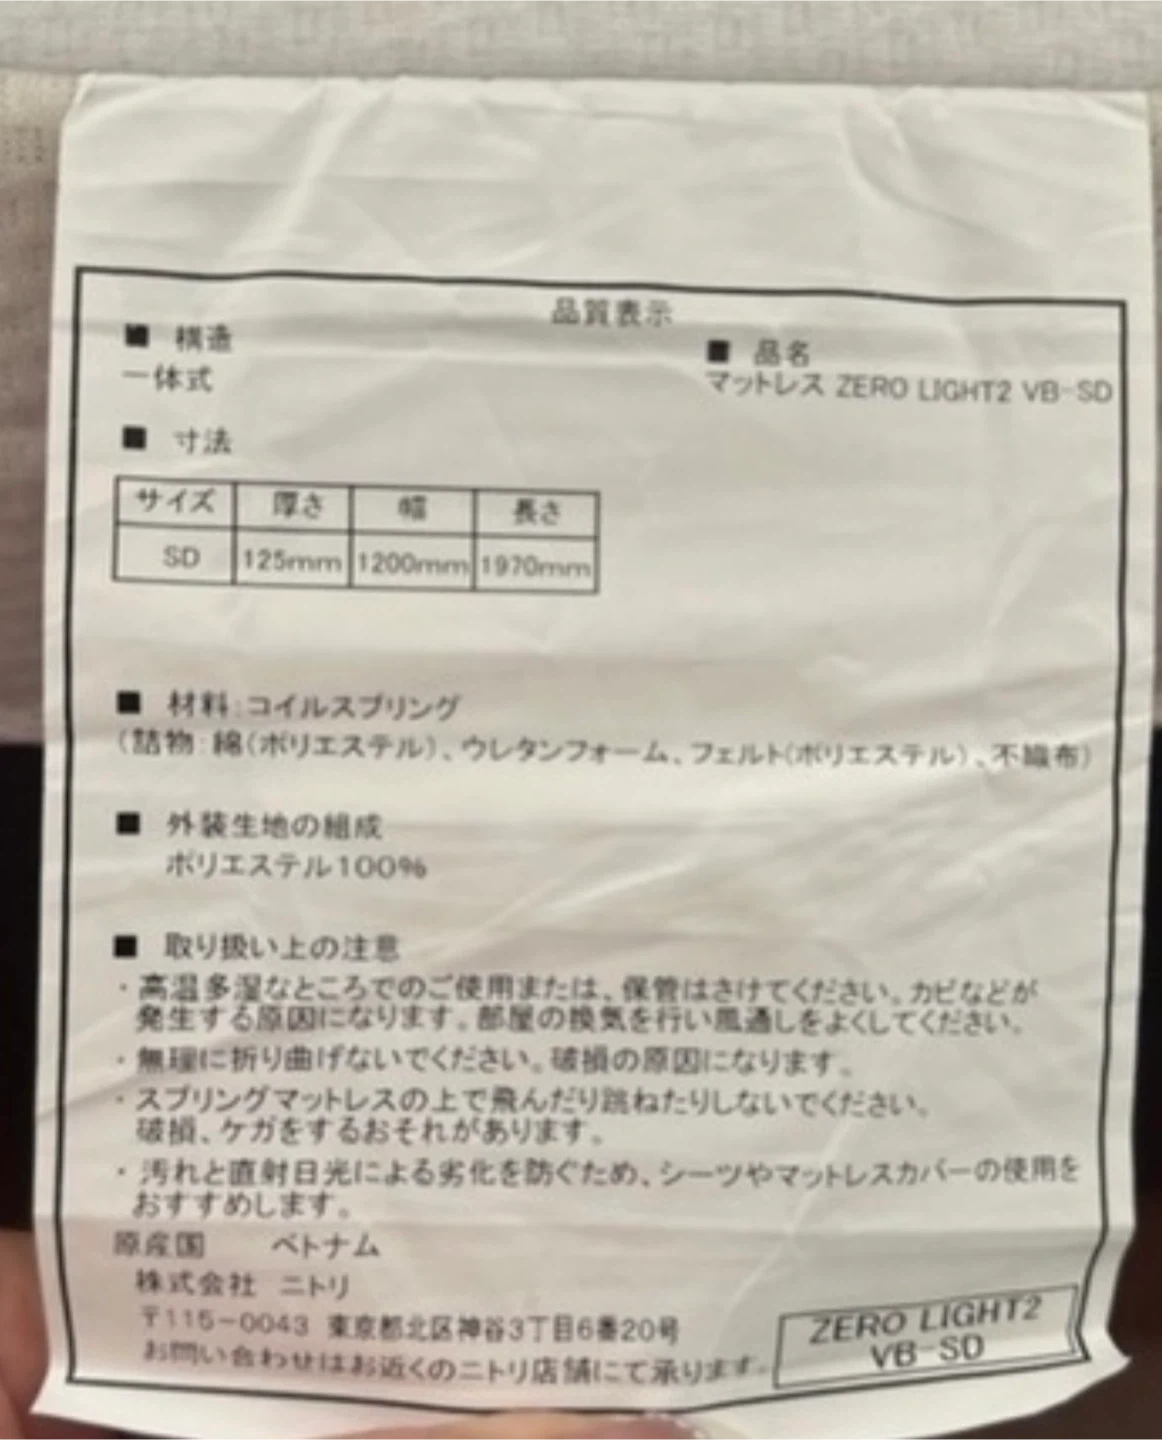 品質表示
■ 構造
一体式
■ 品名
マットレス ZERO LIGHT2 VB-SD
■ 寸法
サイズ 厚さ 幅 長さ
SD 125mm 1200mm 1970mm
■ 材料:コイルスプリング
(詰物:綿(ポリエステル)、ウレタンフォーム、フェルト(ポリエステル)、不織布)
■ 外装生地の組成
ポリエステル100%
■ 取り扱い上の注意
・高温多湿なところでのご使用または、保管はさけてください。カビなどが
発生する原因になります。部屋の換気を行い風通しをよくしてください。
・無理に折り曲げないでください。破損の原因になります。
・スプリングマットレスの上で飛んだり跳ねたりしないでください。
破損、ケガをするおそれがあります。
・汚れと直射日光による劣化を防ぐため、シーツやマットレスカバーの使用を
おすすめします。
原産国 ベトナム
株式会社 ニトリ
〒115-0043 東京都北区神谷3丁目6番20号
お問い合わせはお近くのニトリ店舗にて承ります。
ZERO LIGHT2
VB-SD